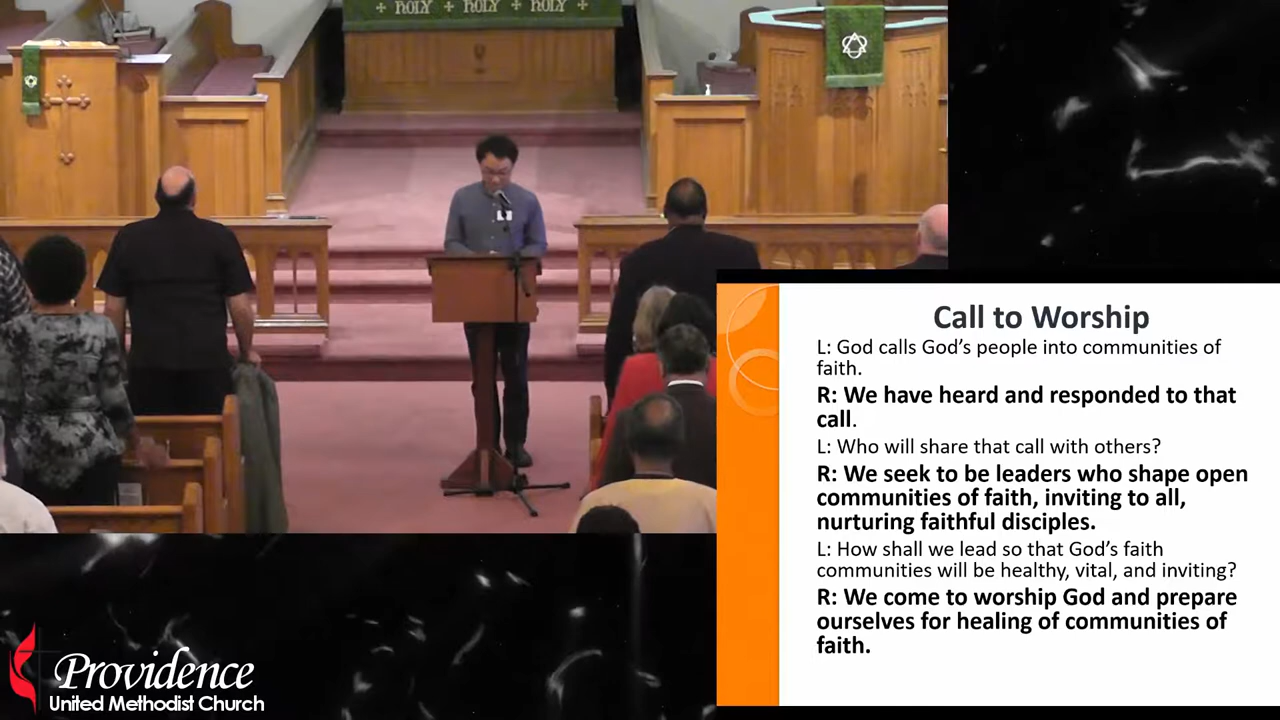 HOLY + HOLY + HOLY
Call to Worship
L: God calls God's people into communities of
faith.
R: We have heard and responded to that
call.
L: Who will share that call with others?
R: We seek to be leaders who shape open
communities of faith, inviting to all,
nurturing faithful disciples.
L: How shall we lead so that God's faith
communities will be healthy, vital, and inviting?
R: We come to worship God and prepare
ourselves for healing of communities of
faith.
Providence
United Methodist Church